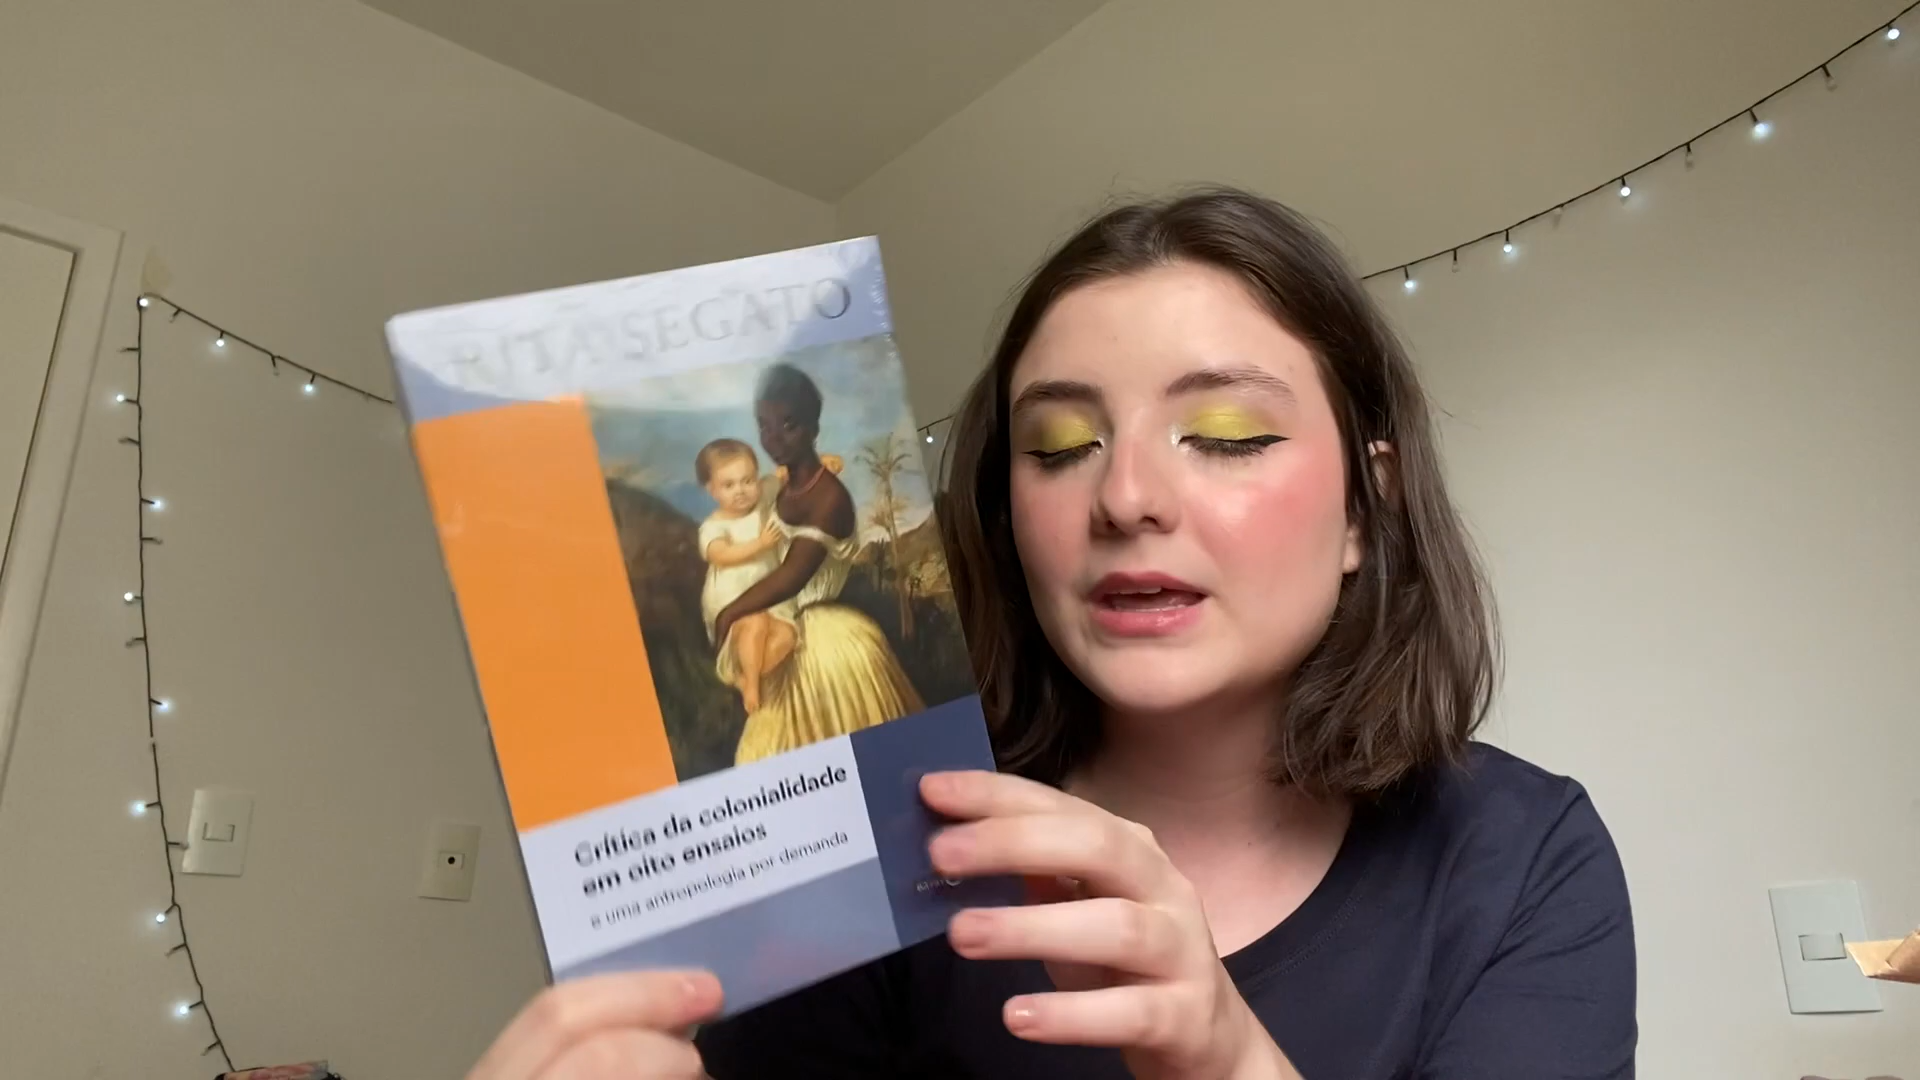 RITA SEGATO
Crítica da colonialidade
em oito ensaios
e uma antropologia por demanda